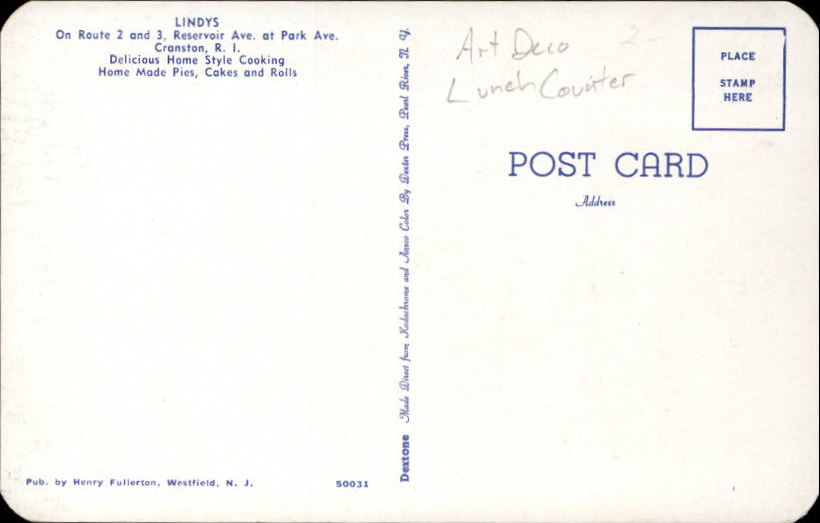 LINDYS
On Route 2 and 3, Reservoir Ave. at Park Ave.
Cranston, R. I.
Delicious Home Style Cooking
Home Made Pies, Cakes and Rolls
Pub. by Henry Fullerton, Westfield, N. J.
50031
Dextone Made Direct from Kodachrome and Ansco Color By Dexter Press, Pearl River, N. Y.
Art Deco 2-
Lunch Counter
PLACE
STAMP
HERE
POST CARD
Address